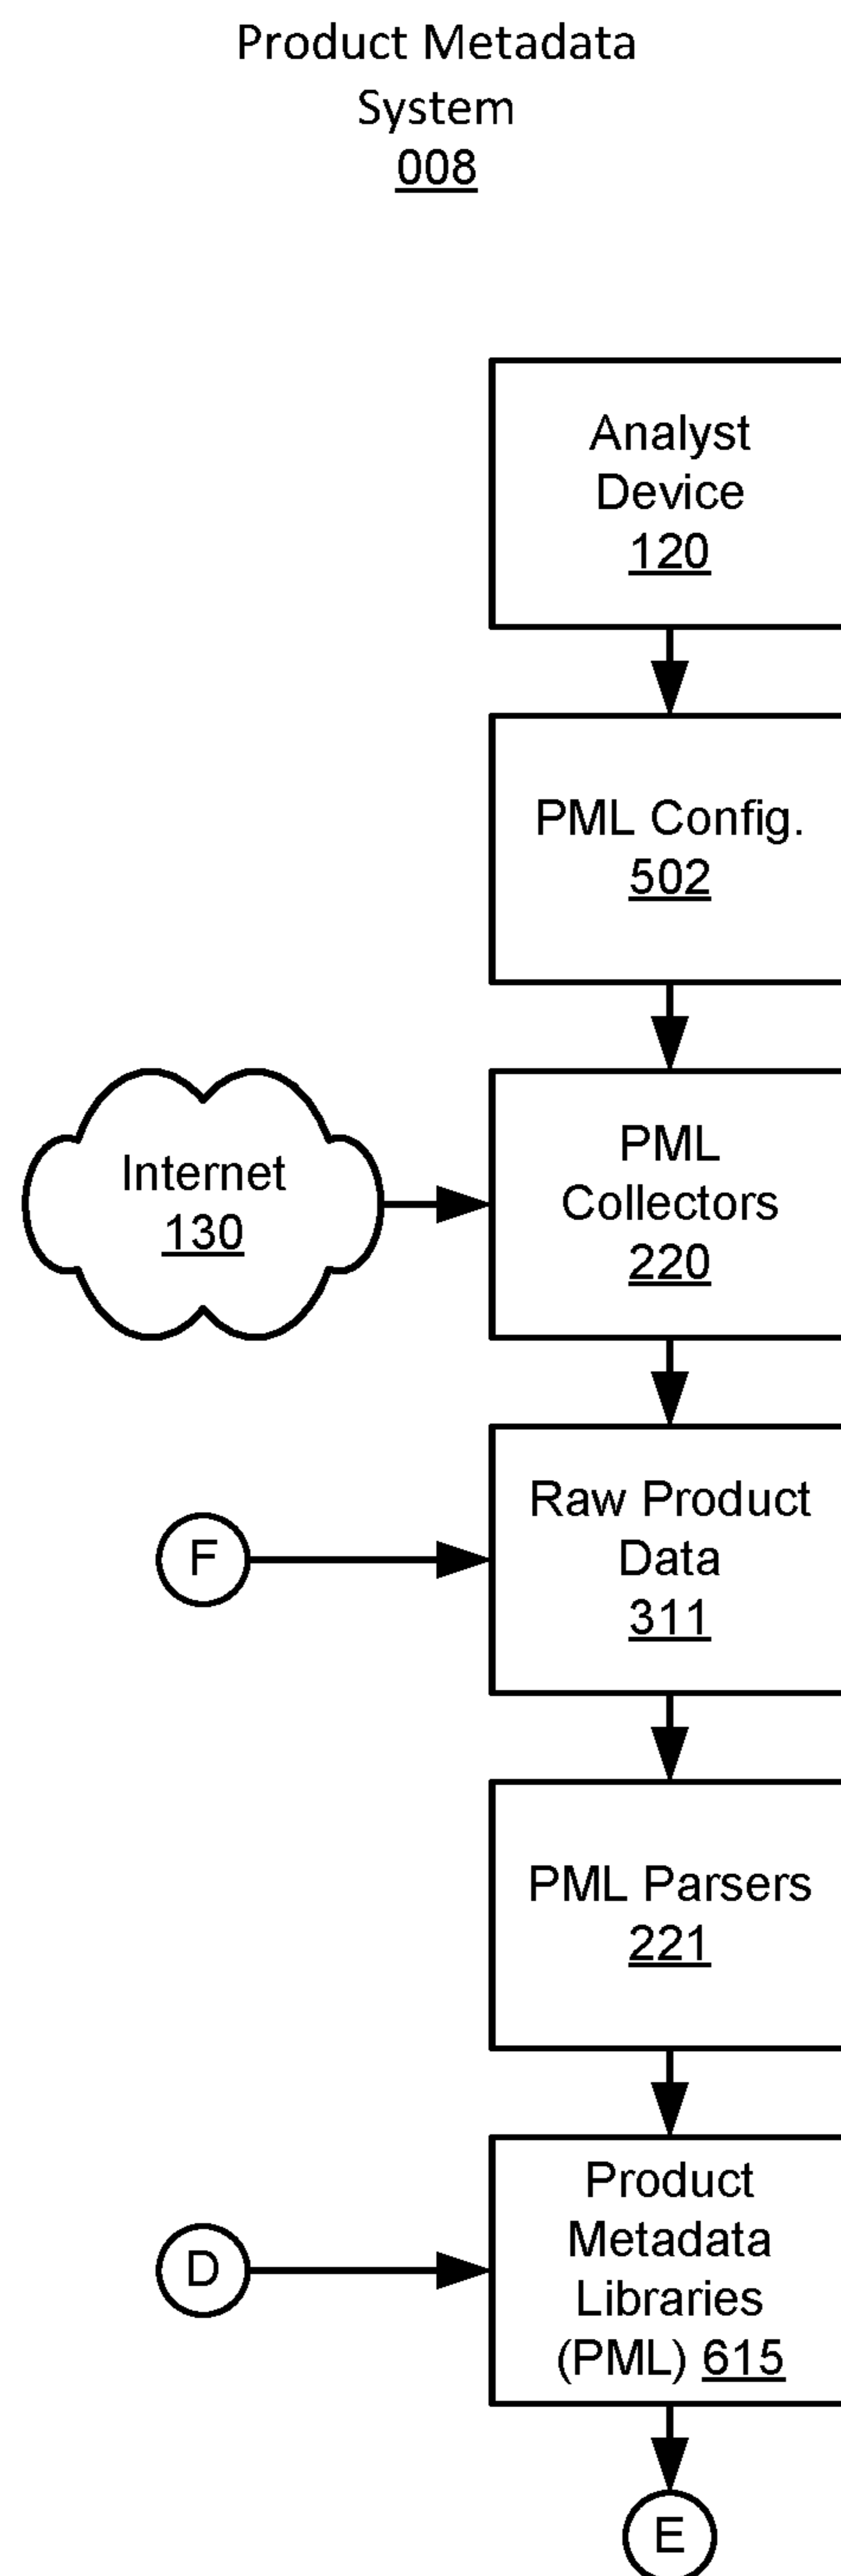 Product Metadata
System
008
Analyst
Device
120
PML Config.
502
Internet
130
PML
Collectors
220
F
Raw Product
Data
311
PML Parsers
221
D
Product
Metadata
Libraries
(PML) 615
E